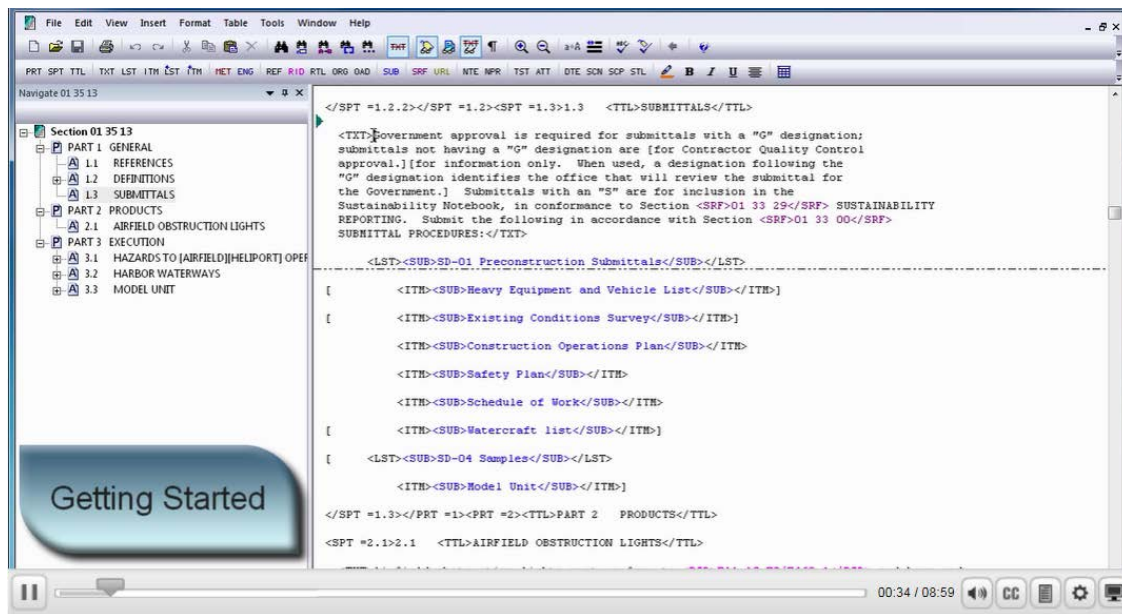 File Edit View Insert Format Table Tools Window Help
PRT SPT TTL TXT LST ITM LST ITM MET ENG REF RID RTL ORG OAD SUB SRF URL NTE NPR TST ATT DTE SCN SCP STL B I U
Navigate 01 35 13
Section 01 35 13
PART 1 GENERAL
1.1 REFERENCES
1.2 DEFINITIONS
1.3 SUBMITTALS
PART 2 PRODUCTS
2.1 AIRFIELD OBSTRUCTION LIGHTS
PART 3 EXECUTION
3.1 HAZARDS TO [AIRFIELD][HELIPORT] OPER
3.2 HARBOR WATERWAYS
3.3 MODEL UNIT
Getting Started
</SPT =1.2.2></SPT =1.2><SPT =1.3>1.3 <TTL>SUBMITTALS</TTL>
<TXT>Government approval is required for submittals with a "G" designation;
submittals not having a "G" designation are [for Contractor Quality Control
approval.][for information only. When used, a designation following the
"G" designation identifies the office that will review the submittal for
the Government.] Submittals with an "S" are for inclusion in the
Sustainability Notebook, in conformance to Section <SRF>01 33 29</SRF> SUSTAINABILITY
REPORTING. Submit the following in accordance with Section <SRF>01 33 00</SRF>
SUBMITTAL PROCEDURES:</TXT>
<LST><SUB>SD-01 Preconstruction Submittals</SUB></LST>
[ <ITM><SUB>Heavy Equipment and Vehicle List</SUB></ITM>]
[ <ITM><SUB>Existing Conditions Survey</SUB></ITM>]
<ITM><SUB>Construction Operations Plan</SUB></ITM>
<ITM><SUB>Safety Plan</SUB></ITM>
<ITM><SUB>Schedule of Work</SUB></ITM>
[ <ITM><SUB>Watercraft list</SUB></ITM>]
[ <LST><SUB>SD-04 Samples</SUB></LST>
<ITM><SUB>Model Unit</SUB></ITM>]
</SPT =1.3></PRT =1><PRT =2><TTL>PART 2 PRODUCTS</TTL>
<SPT =2.1>2.1 <TTL>AIRFIELD OBSTRUCTION LIGHTS</TTL>
00:34 / 08:59 CC